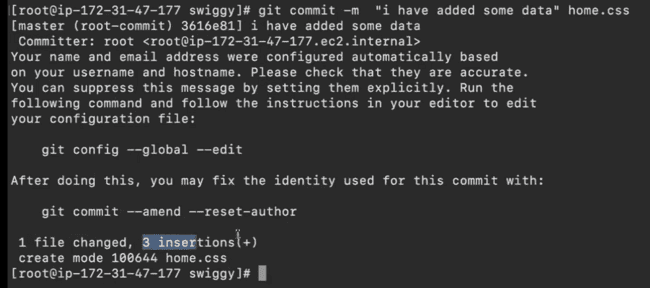 [root@ip-172-31-47-177 swiggy]# git commit -m  "i have added some data" home.css
[master (root-commit) 3616e81] i have added some data
 Committer: root <root@ip-172-31-47-177.ec2.internal>
Your name and email address were configured automatically based
on your username and hostname. Please check that they are accurate.
You can suppress this message by setting them explicitly. Run the
following command and follow the instructions in your editor to edit
your configuration file:

    git config --global --edit

After doing this, you may fix the identity used for this commit with:

    git commit --amend --reset-author

 1 file changed, 3 insertions(+)
 create mode 100644 home.css
[root@ip-172-31-47-177 swiggy]#